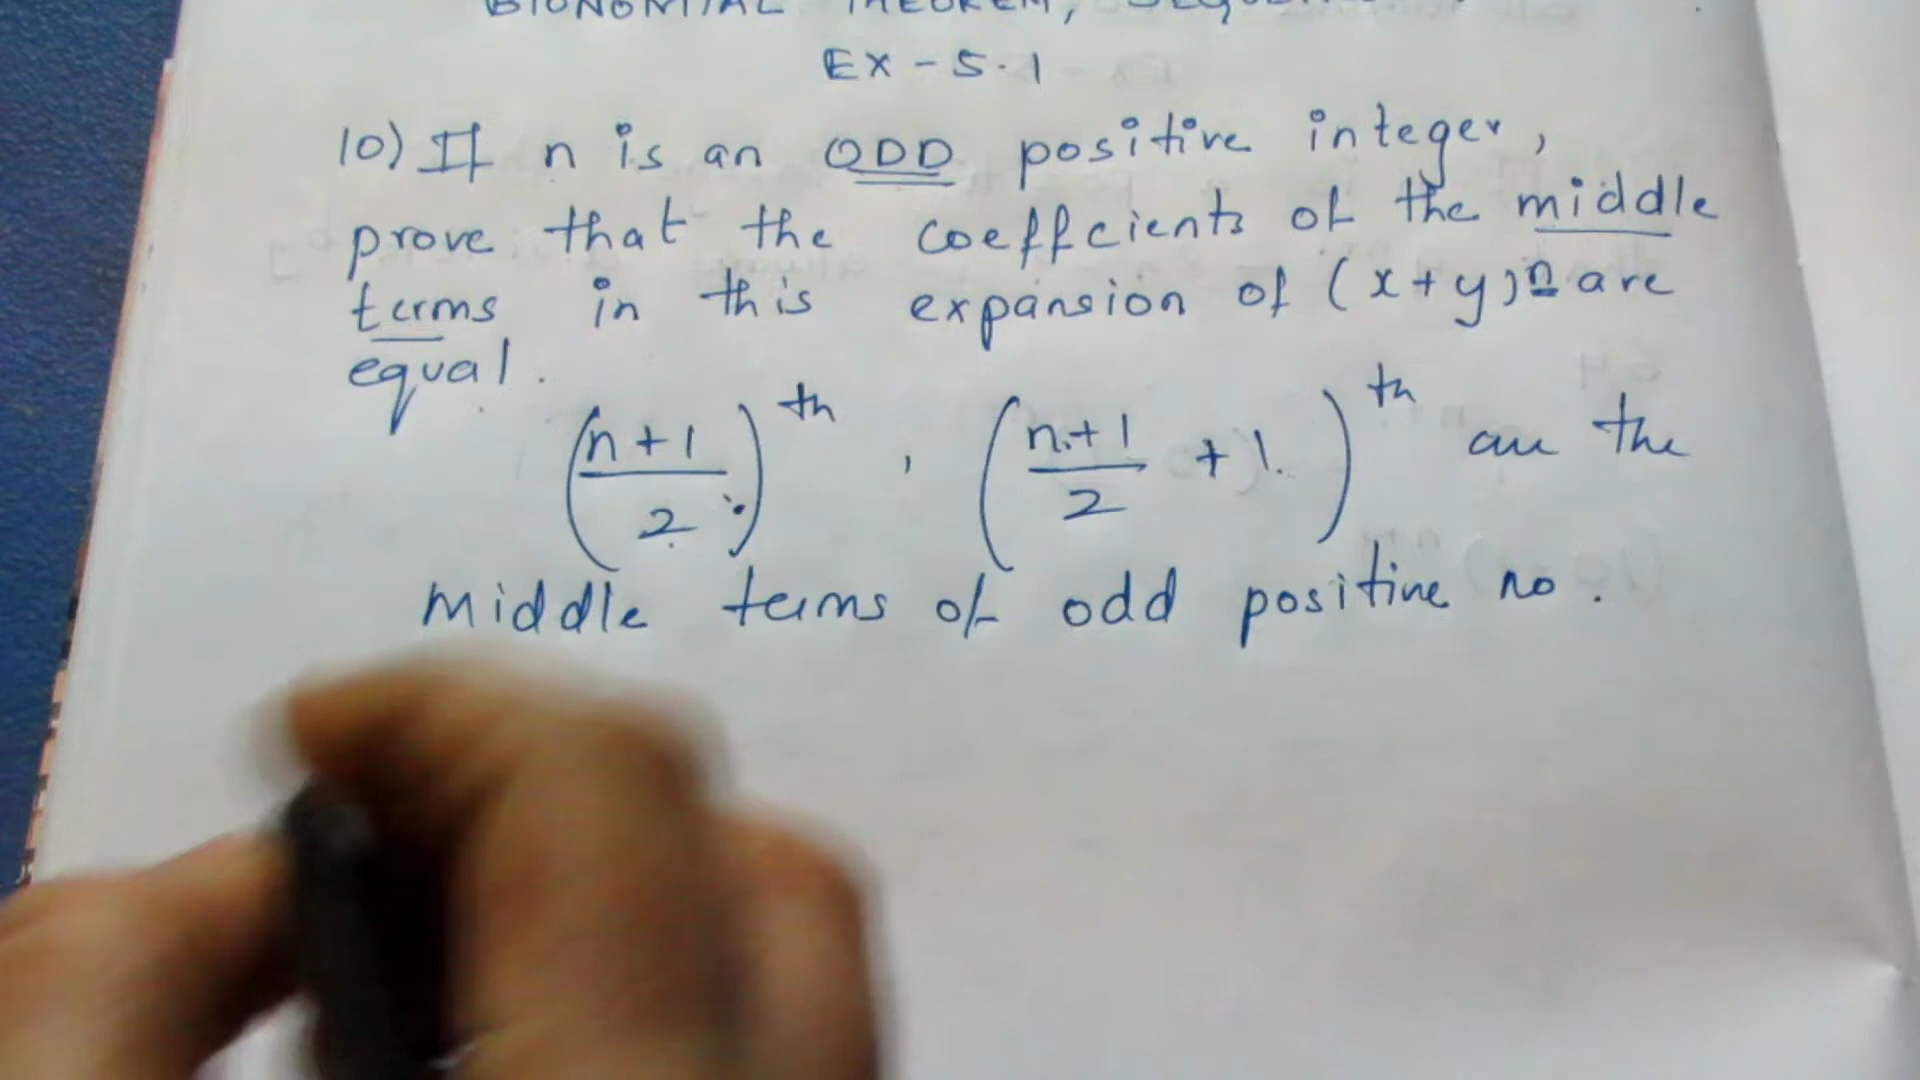 THEOREM,
EX - 5.1
10) If n is an ODD positive integer,
prove that the coeffcients of the middle
terms in this expansion of (x+y)n are
equal.
(n+1/2)th , (n+1/2 + 1)th are the
middle terms of odd positive no.